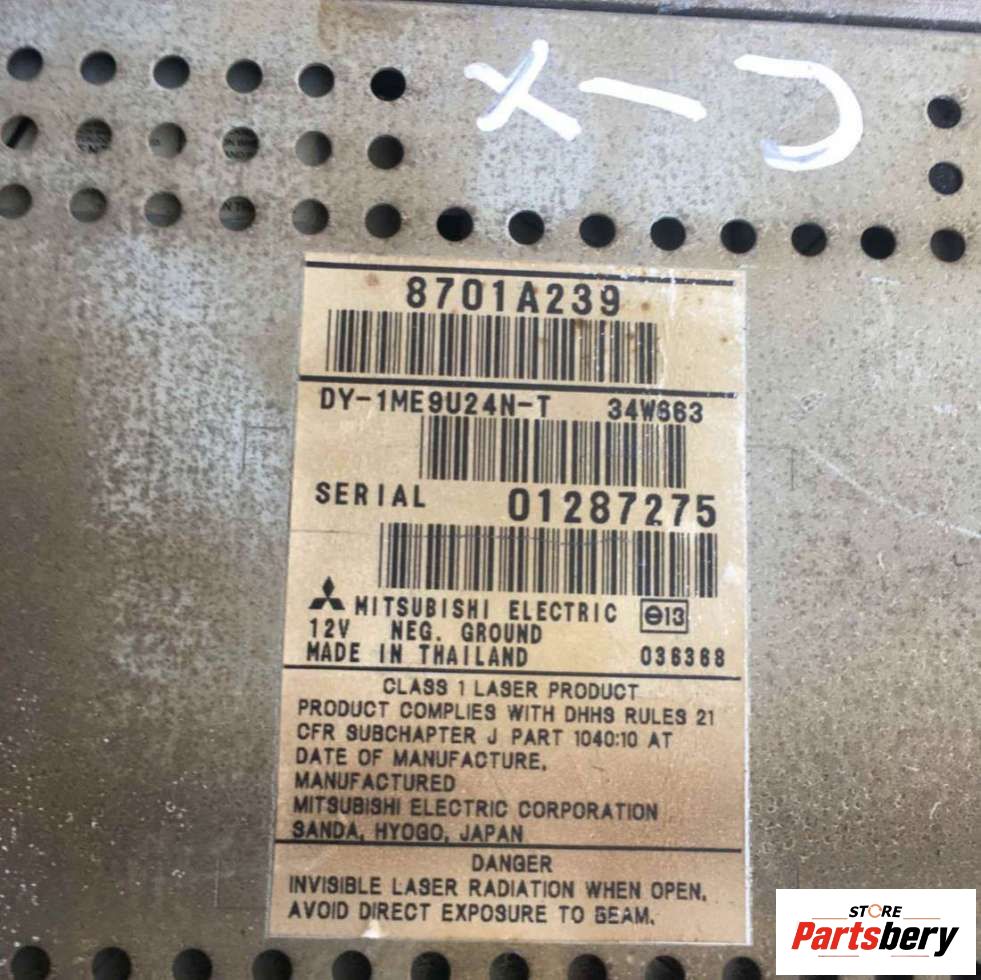 X-J
8701A239
DY-1ME9U24N-T 34W663
SERIAL 01287275
MITSUBISHI ELECTRIC ⊖13
12V NEG. GROUND
MADE IN THAILAND 036368
CLASS 1 LASER PRODUCT
PRODUCT COMPLIES WITH DHHS RULES 21
CFR SUBCHAPTER J PART 1040:10 AT
DATE OF MANUFACTURE.
MANUFACTURED
MITSUBISHI ELECTRIC CORPORATION
SANDA, HYOGO, JAPAN
DANGER
INVISIBLE LASER RADIATION WHEN OPEN.
AVOID DIRECT EXPOSURE TO BEAM.
STORE
Partsbery